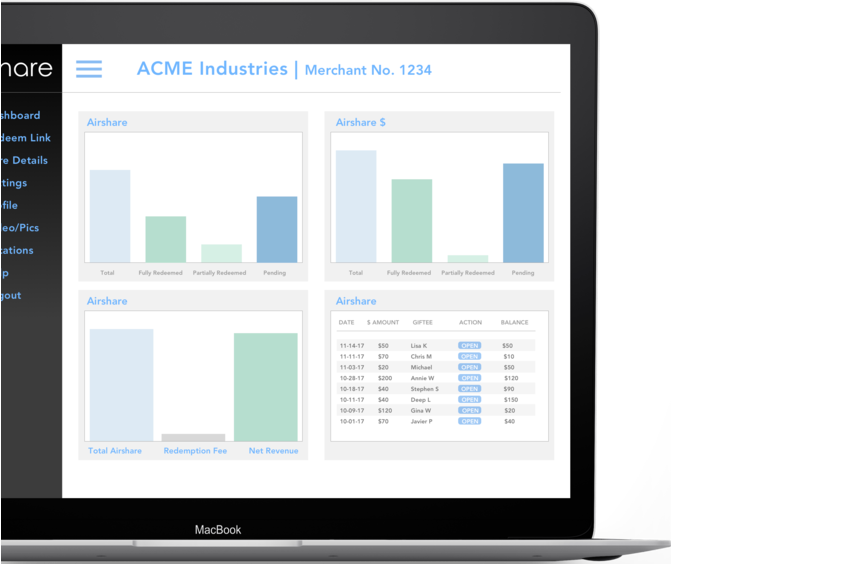 hare
ACME Industries | Merchant No. 1234
shboard
deem Link
re Details
tings
file
eo/Pics
ations
p
gout
Airshare
Total Fully Redeemed Partially Redeemed Pending
Airshare $
Total Fully Redeemed Partially Redeemed Pending
Airshare
Total Airshare Redemption Fee Net Revenue
Airshare
DATE $ AMOUNT GIFTEE ACTION BALANCE
11-14-17 $50 Lisa K OPEN $50
11-11-17 $70 Chris M OPEN $10
11-03-17 $20 Michael OPEN $50
10-28-17 $200 Annie W OPEN $120
10-18-17 $40 Stephen S OPEN $90
10-11-17 $40 Deep L OPEN $150
10-09-17 $120 Gina W OPEN $20
10-01-17 $70 Javier P OPEN $40
MacBook